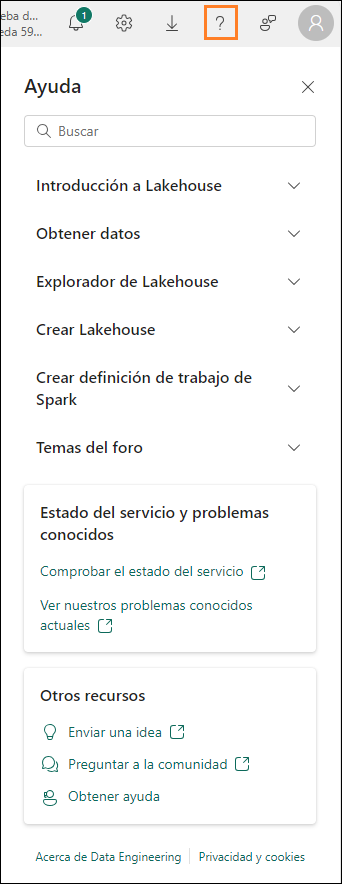 eba d...
eda 59...
1
?
Ayuda
Buscar
Introducción a Lakehouse
Obtener datos
Explorador de Lakehouse
Crear Lakehouse
Crear definición de trabajo de
Spark
Temas del foro
Estado del servicio y problemas
conocidos
Comprobar el estado del servicio
Ver nuestros problemas conocidos
actuales
Otros recursos
Enviar una idea
Preguntar a la comunidad
Obtener ayuda
Acerca de Data Engineering
Privacidad y cookies